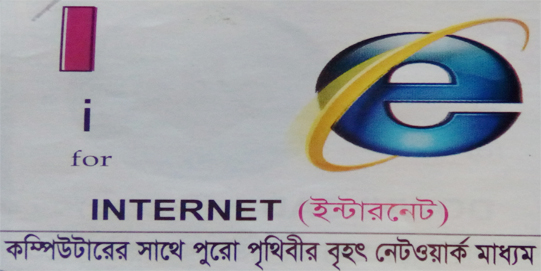 I
i
for
INTERNET (ইন্টারনেট)
কম্পিউটারের সাথে পুরো পৃথিবীর বৃহৎ নেটওয়ার্ক মাধ্যম